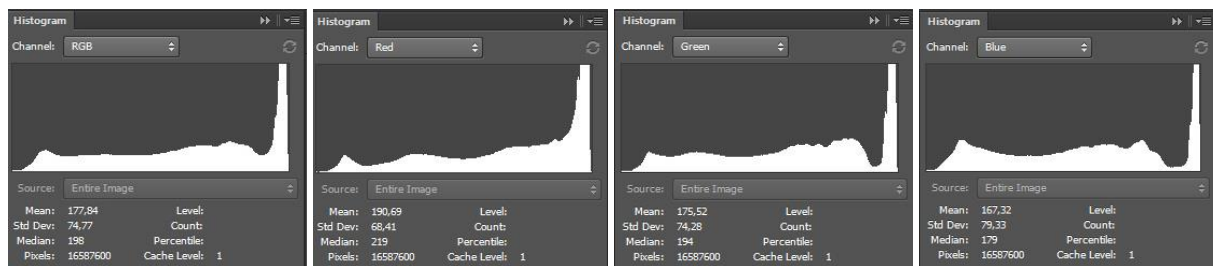 Histogram
Channel: RGB
Source: Entire Image
Mean: 177,84 Level:
Std Dev: 74,77 Count:
Median: 198 Percentile:
Pixels: 16587600 Cache Level: 1
Histogram
Channel: Red
Source: Entire Image
Mean: 190,69 Level:
Std Dev: 68,41 Count:
Median: 219 Percentile:
Pixels: 16587600 Cache Level: 1
Histogram
Channel: Green
Source: Entire Image
Mean: 175,52 Level:
Std Dev: 74,28 Count:
Median: 194 Percentile:
Pixels: 16587600 Cache Level: 1
Histogram
Channel: Blue
Source: Entire Image
Mean: 167,32 Level:
Std Dev: 79,33 Count:
Median: 179 Percentile:
Pixels: 16587600 Cache Level: 1